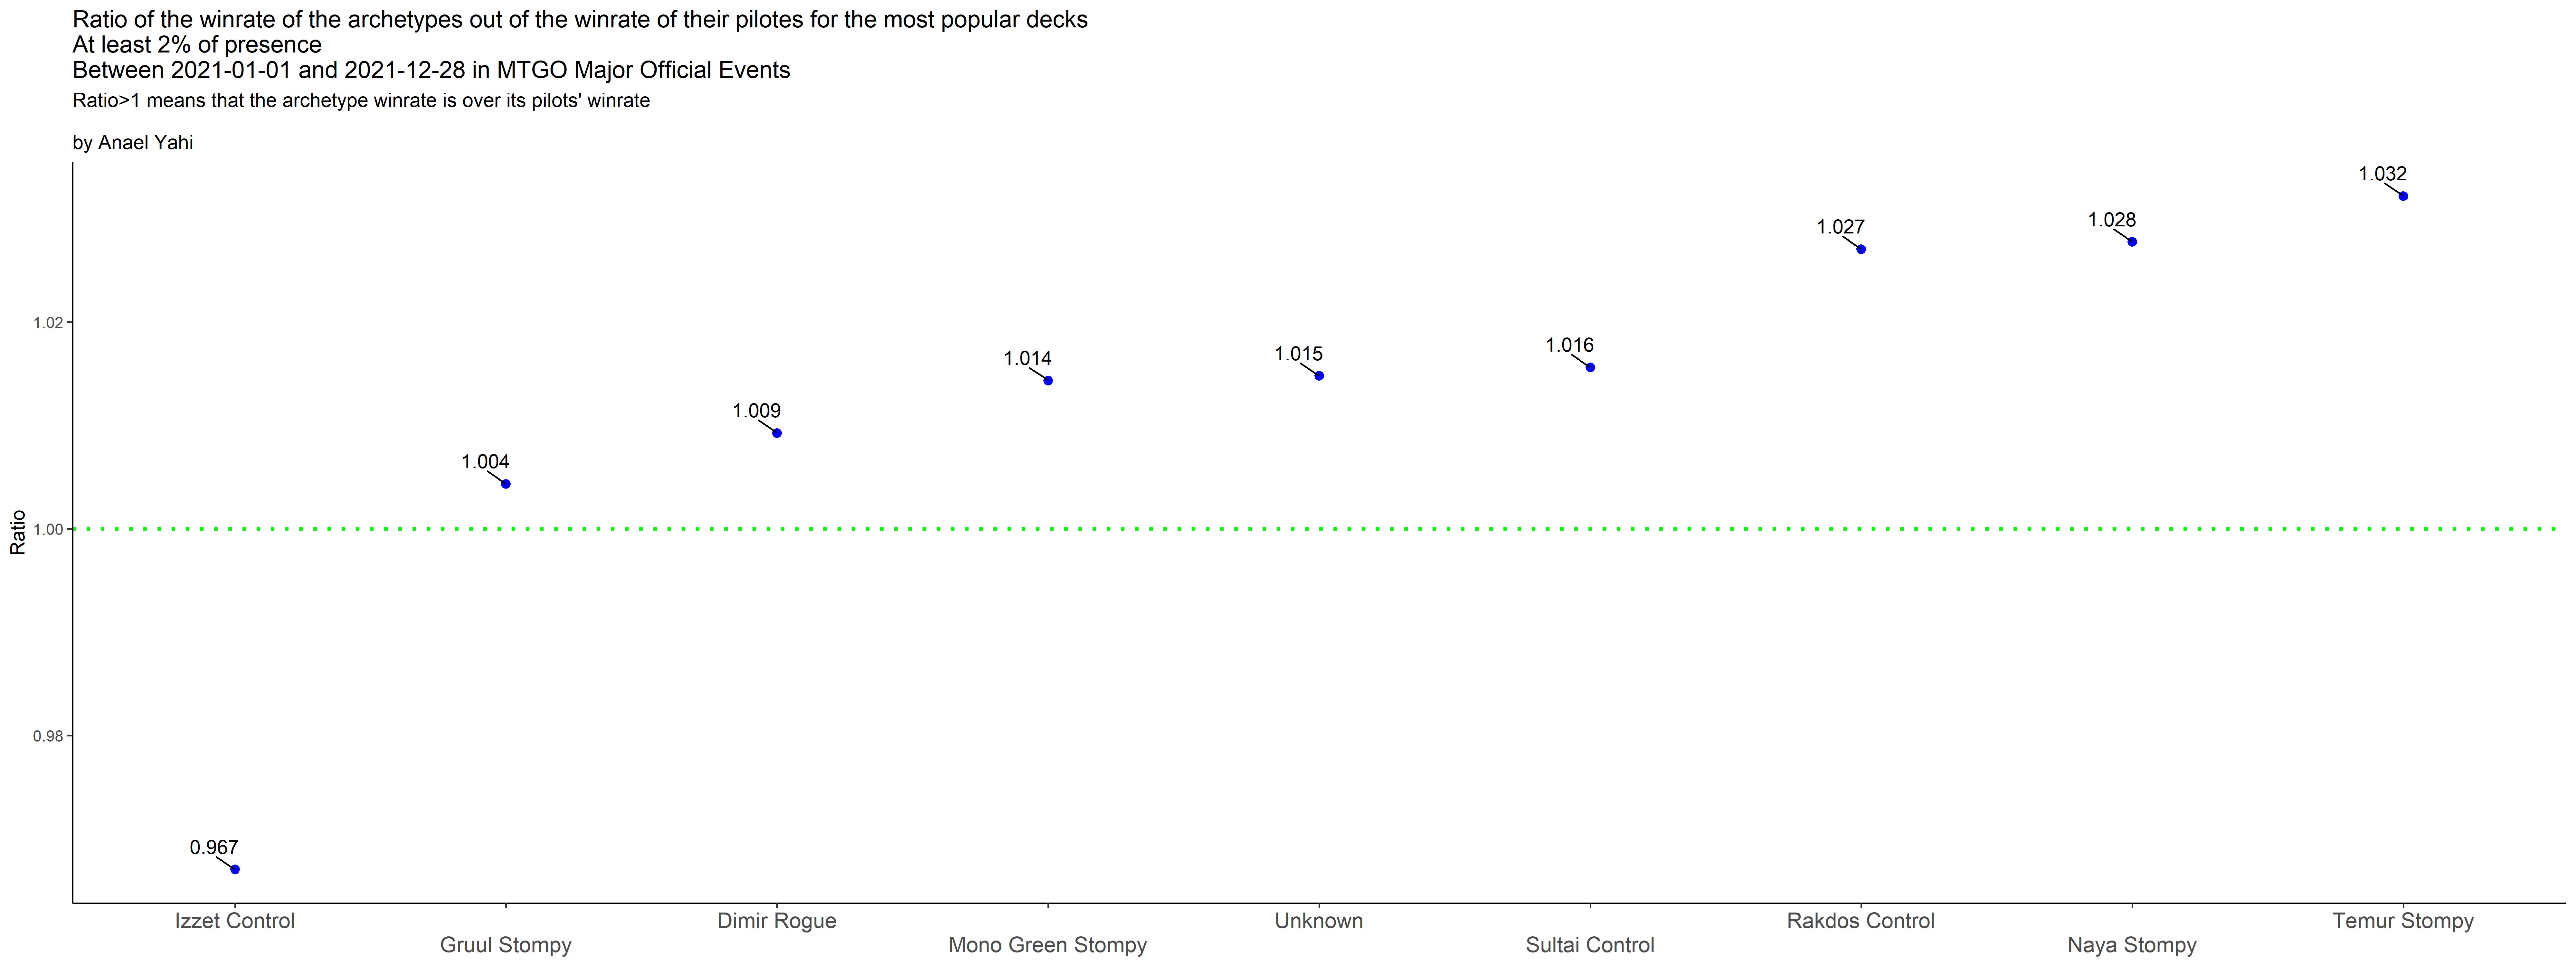 Ratio of the winrate of the archetypes out of the winrate of their pilotes for the most popular decks
At least 2% of presence
Between 2021-01-01 and 2021-12-28 in MTGO Major Official Events
Ratio>1 means that the archetype winrate is over its pilots' winrate
by Anael Yahi
1.032
1.028
1.027
1.02
1.016
1.015
1.014
1.009
1.004
Ratio
1.00
0.98
0.967
Izzet Control
Gruul Stompy
Dimir Rogue
Mono Green Stompy
Unknown
Sultai Control
Rakdos Control
Naya Stompy
Temur Stompy